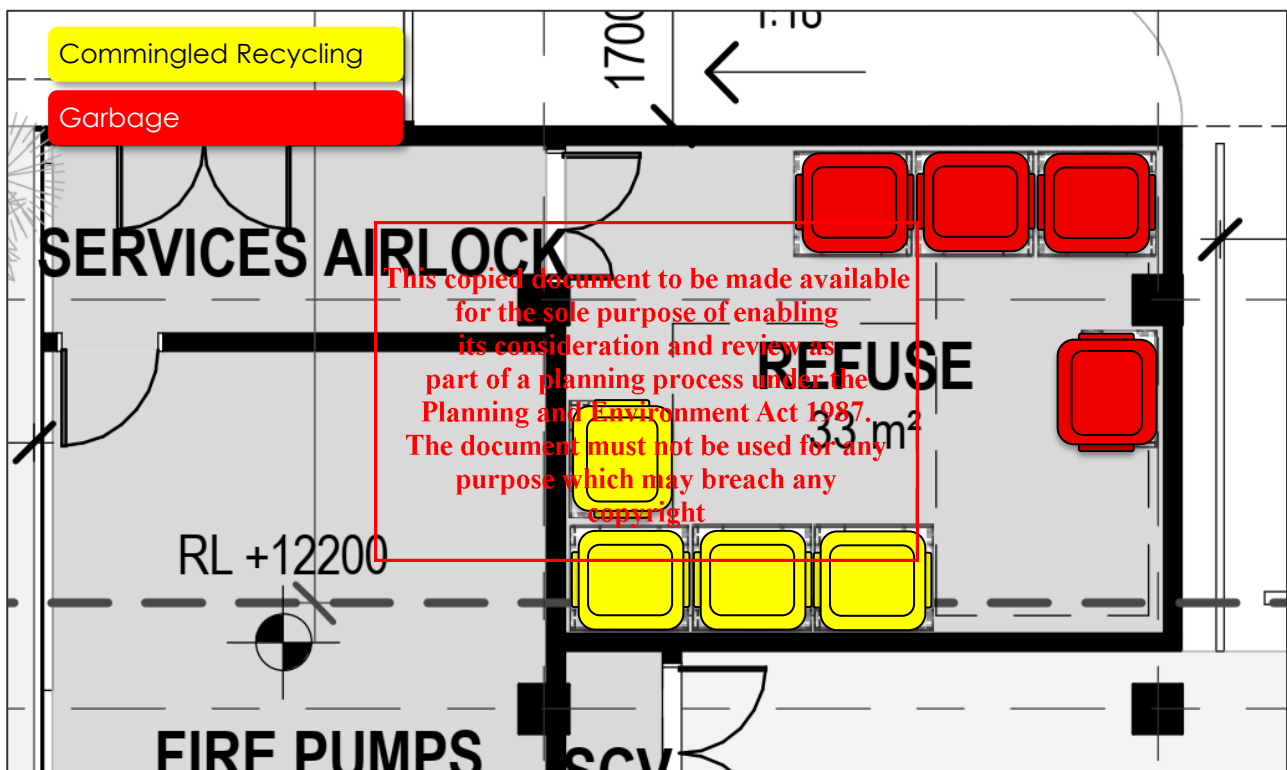 1700
1:16
Commingled Recycling
Garbage
SERVICES AIRLOCK
This copied document to be made available
for the sole purpose of enabling
its consideration and review as
part of a planning process under the
Planning and Environment Act 1987.
The document must not be used for any
purpose which may breach any
copyright
REFUSE
33 m²
RL +12200
FIRE PUMPS
SCV